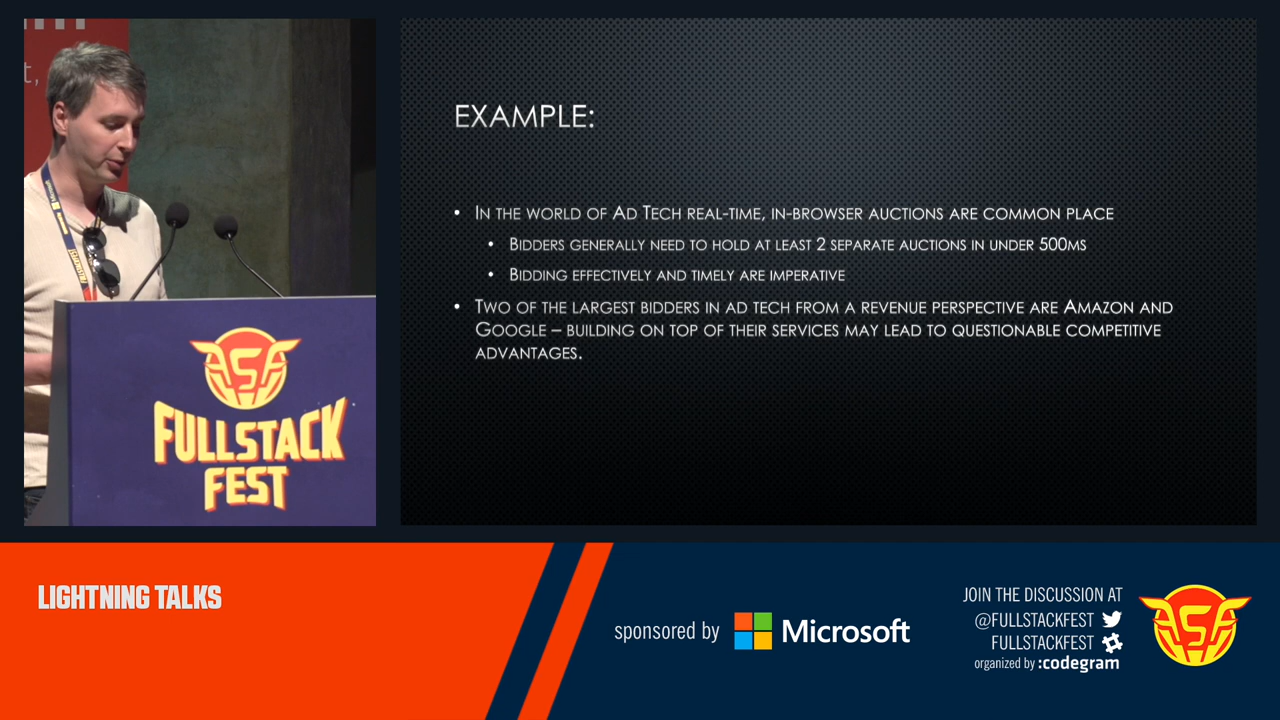 t,
EXAMPLE:
• IN THE WORLD OF AD TECH REAL-TIME, IN-BROWSER AUCTIONS ARE COMMON PLACE
• BIDDERS GENERALLY NEED TO HOLD AT LEAST 2 SEPARATE AUCTIONS IN UNDER 500MS
• BIDDING EFFECTIVELY AND TIMELY ARE IMPERATIVE
• TWO OF THE LARGEST BIDDERS IN AD TECH FROM A REVENUE PERSPECTIVE ARE AMAZON AND
GOOGLE – BUILDING ON TOP OF THEIR SERVICES MAY LEAD TO QUESTIONABLE COMPETITIVE
ADVANTAGES.
FSF
FULLSTACK
FEST
LIGHTNING TALKS
sponsored by Microsoft
JOIN THE DISCUSSION AT
@FULLSTACKFEST
FULLSTACKFEST
organized by :codegram
FSF